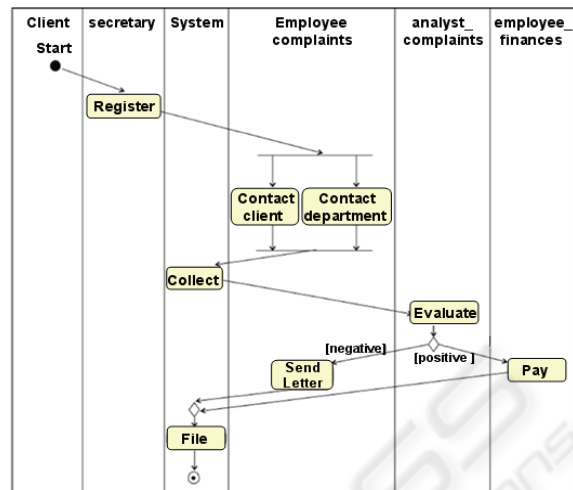 Client
secretary
System
Employee
complaints
analyst_
complaints
employee_
finances
Start
Register
Contact
client
Contact
department
Collect
Evaluate
[negative]
[positive ]
Send
Letter
Pay
File